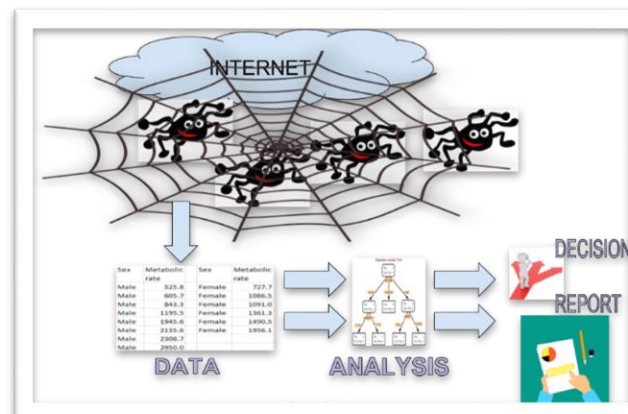 INTERNET
Sex Metabolic rate Sex Metabolic rate
Male 525.8 Female 727.7
Male 605.7 Female 1086.5
Male 843.3 Female 1091.0
Male 1195.5 Female 1361.3
Male 1945.6 Female 1490.5
Male 2135.6 Female 1956.1
Male 2308.7
Male 2950.0
DATA
ANALYSIS
DECISION
REPORT